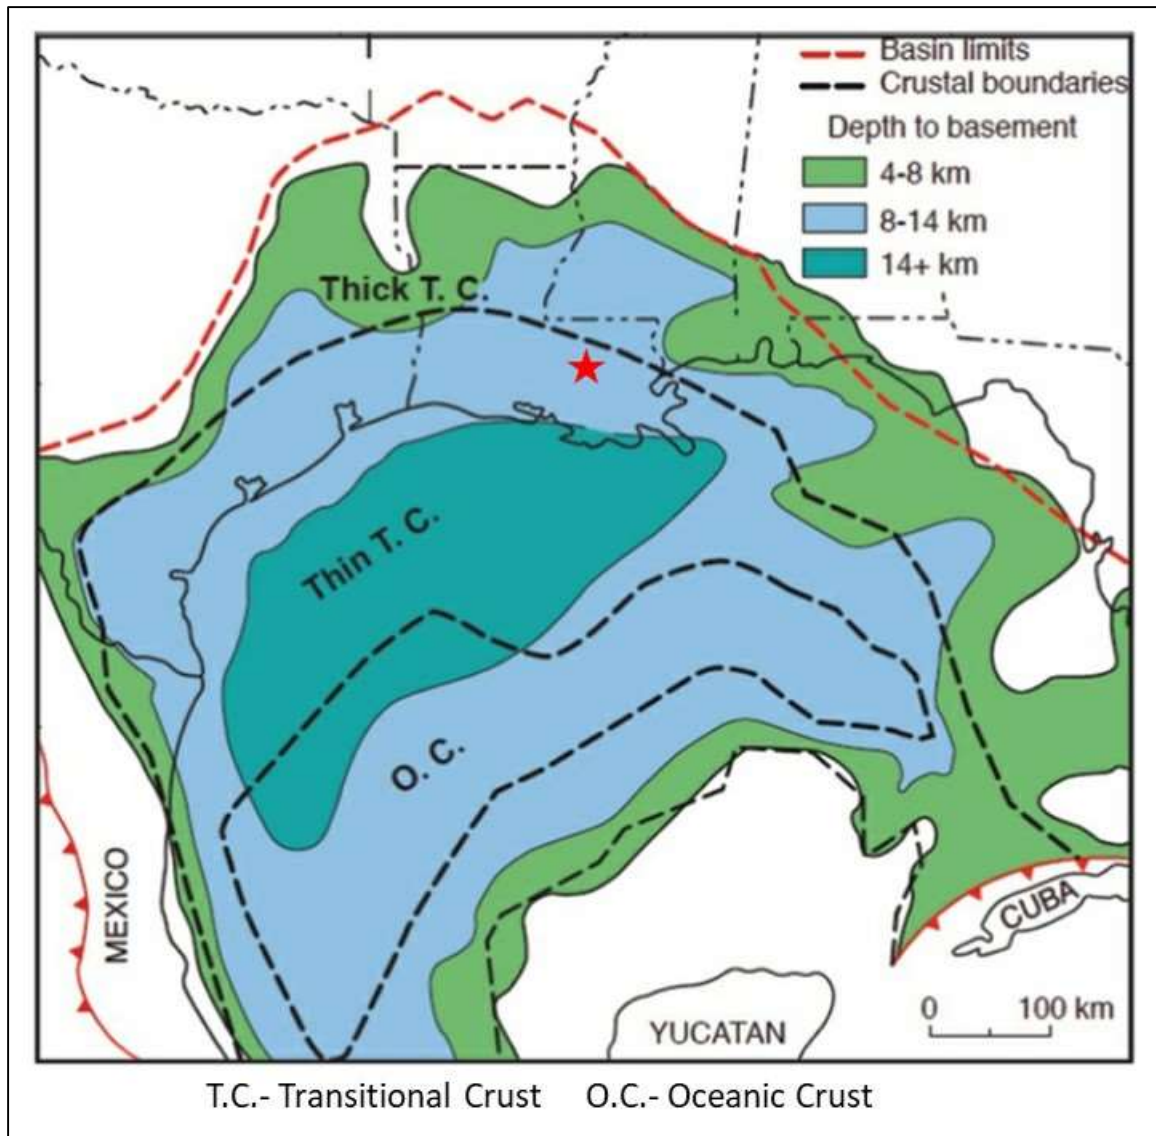 Basin limits
Crustal boundaries
Depth to basement
4-8 km
8-14 km
14+ km
Thick T. C.
Thin T. C.
O. C.
MEXICO
CUBA
0 100 km
YUCATAN
T.C.- Transitional Crust O.C.- Oceanic Crust